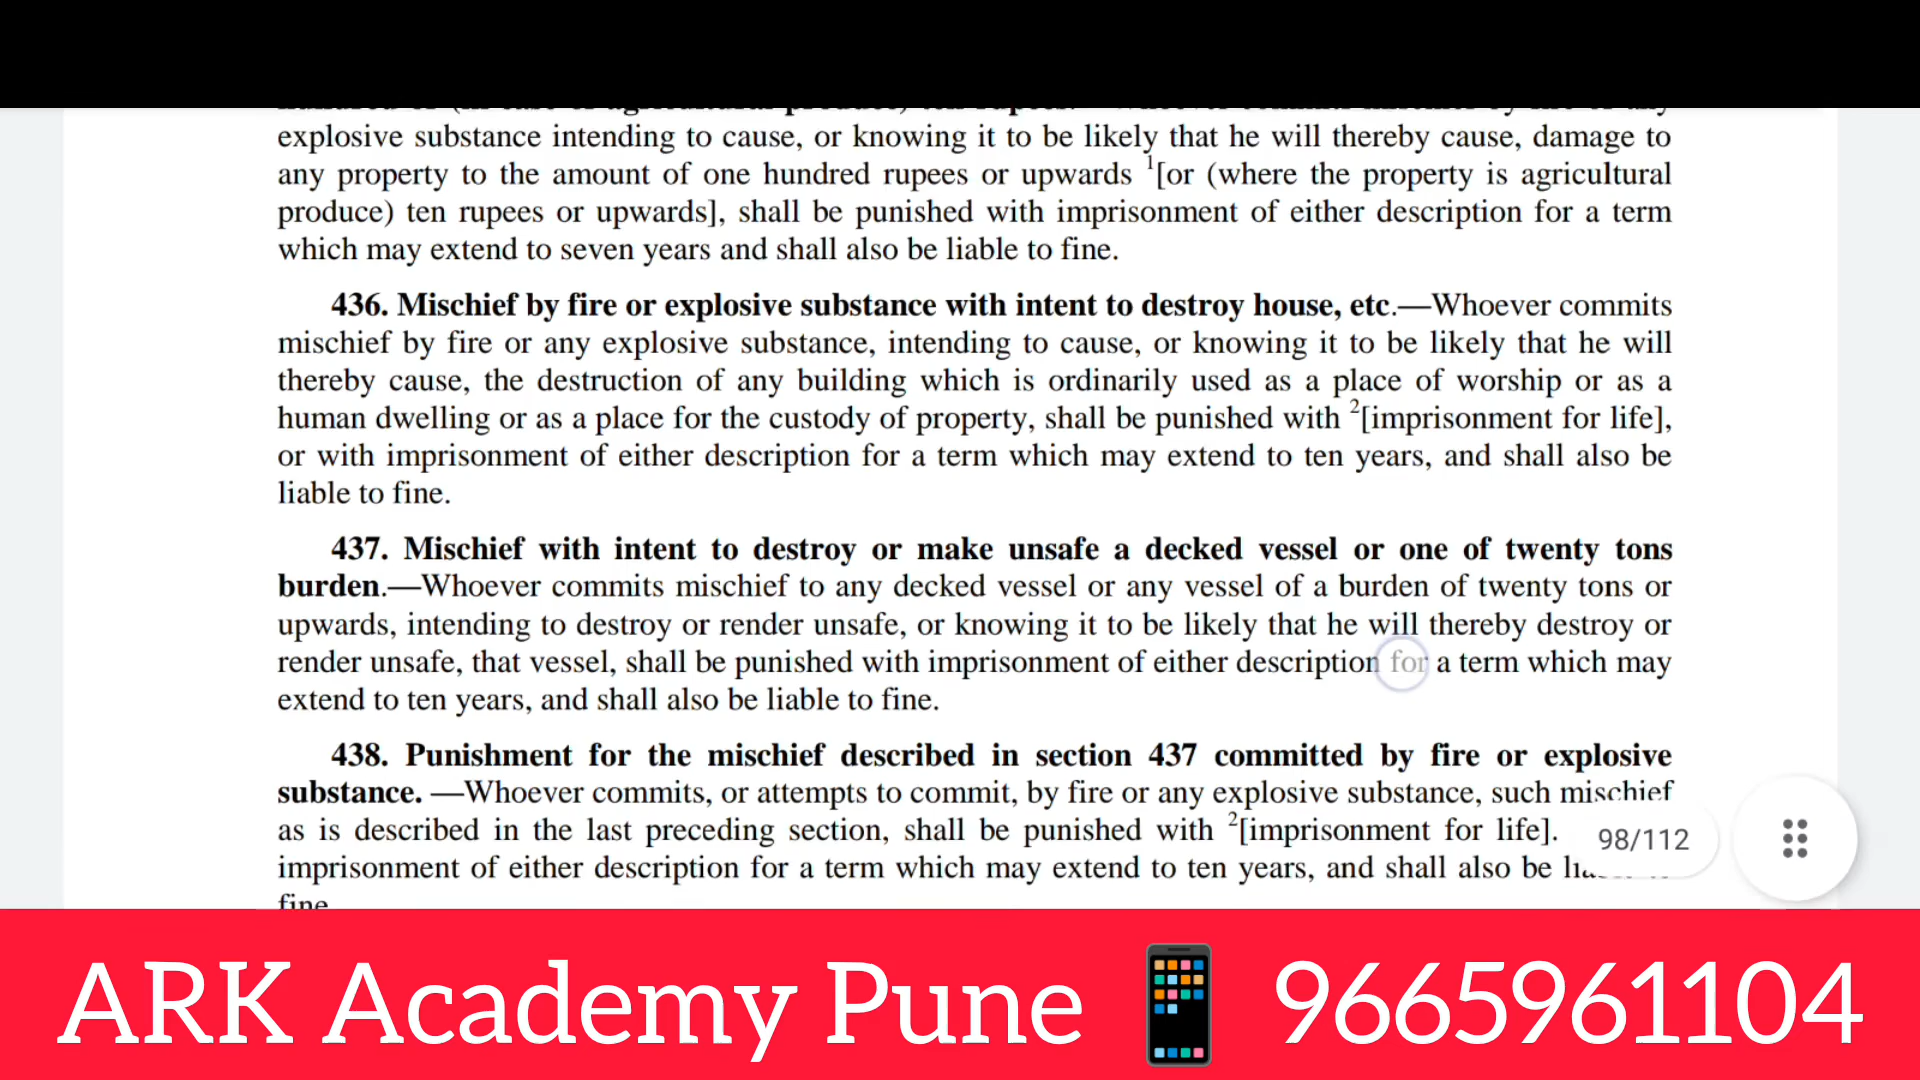 explosive substance intending to cause, or knowing it to be likely that he will thereby cause, damage to
any property to the amount of one hundred rupees or upwards ¹[or (where the property is agricultural
produce) ten rupees or upwards], shall be punished with imprisonment of either description for a term
which may extend to seven years and shall also be liable to fine.
436. Mischief by fire or explosive substance with intent to destroy house, etc.—Whoever commits
mischief by fire or any explosive substance, intending to cause, or knowing it to be likely that he will
thereby cause, the destruction of any building which is ordinarily used as a place of worship or as a
human dwelling or as a place for the custody of property, shall be punished with ²[imprisonment for life],
or with imprisonment of either description for a term which may extend to ten years, and shall also be
liable to fine.
437. Mischief with intent to destroy or make unsafe a decked vessel or one of twenty tons
burden.—Whoever commits mischief to any decked vessel or any vessel of a burden of twenty tons or
upwards, intending to destroy or render unsafe, or knowing it to be likely that he will thereby destroy or
render unsafe, that vessel, shall be punished with imprisonment of either description for a term which may
extend to ten years, and shall also be liable to fine.
438. Punishment for the mischief described in section 437 committed by fire or explosive
substance. —Whoever commits, or attempts to commit, by fire or any explosive substance, such mischief
as is described in the last preceding section, shall be punished with ²[imprisonment for life].
98/112
imprisonment of either description for a term which may extend to ten years, and shall also be
fine
ARK Academy Pune 9665961104